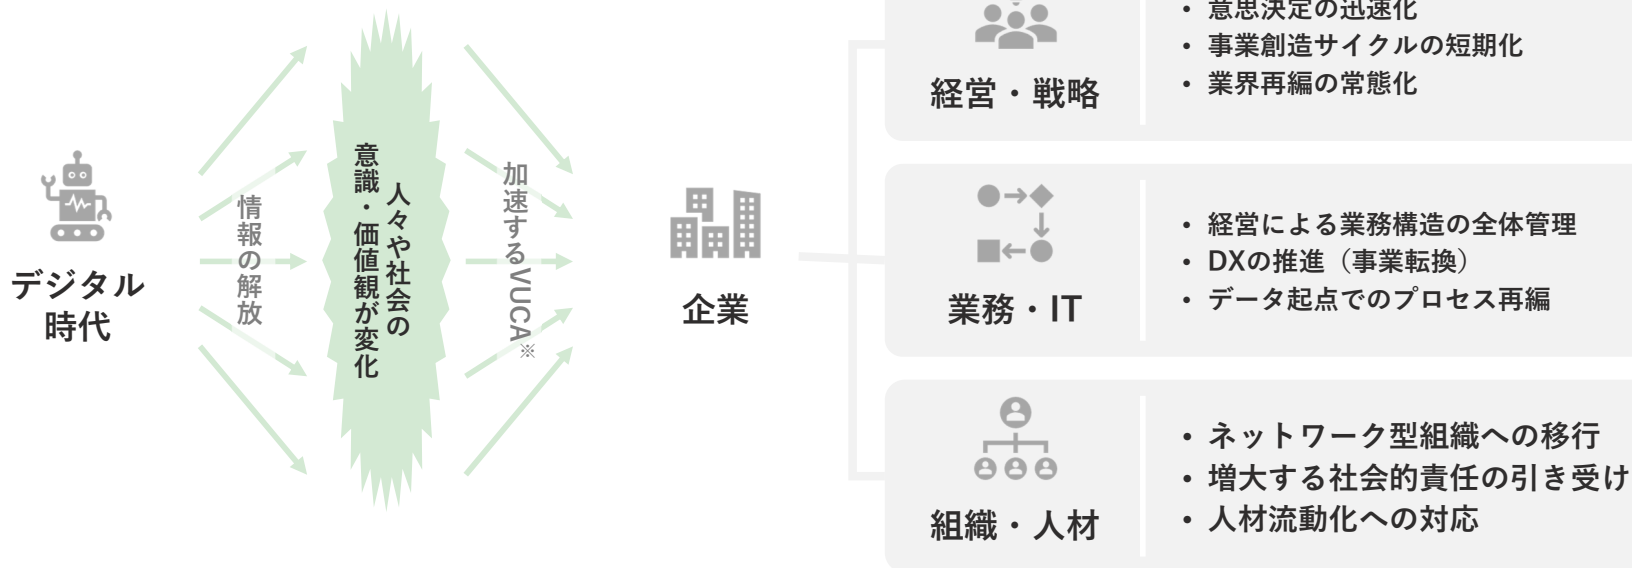 デジタル
時代
情報の解放
人々や社会の
意識・価値観が変化
加速するVUCA※
企業
経営・戦略
• 意思決定の迅速化
• 事業創造サイクルの短期化
• 業界再編の常態化
業務・IT
• 経営による業務構造の全体管理
• DXの推進（事業転換）
• データ起点でのプロセス再編
組織・人材
• ネットワーク型組織への移行
• 増大する社会的責任の引き受け
• 人材流動化への対応